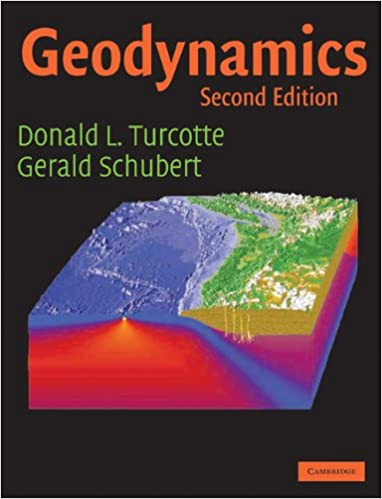 Geodynamics
Second Edition
Donald L. Turcotte
Gerald Schubert
CAMBRIDGE